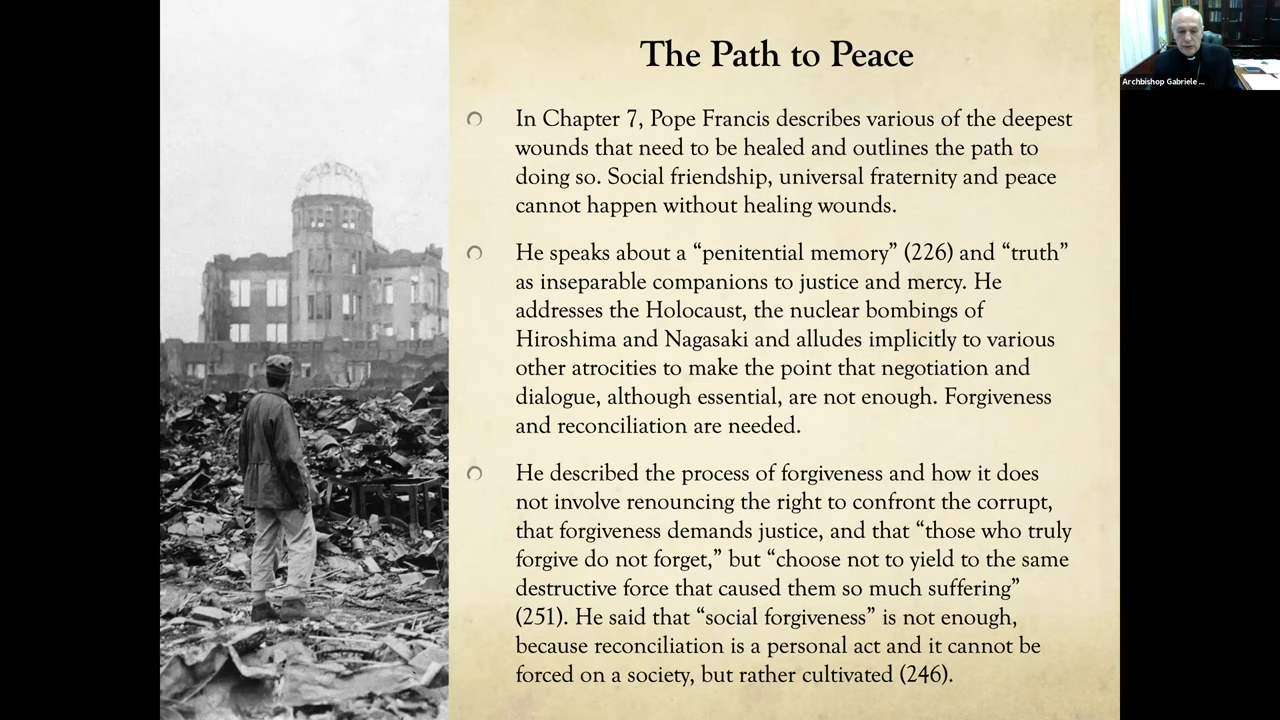 The Path to Peace
In Chapter 7, Pope Francis describes various of the deepest
wounds that need to be healed and outlines the path to
doing so. Social friendship, universal fraternity and peace
cannot happen without healing wounds.
He speaks about a “penitential memory” (226) and “truth”
as inseparable companions to justice and mercy. He
addresses the Holocaust, the nuclear bombings of
Hiroshima and Nagasaki and alludes implicitly to various
other atrocities to make the point that negotiation and
dialogue, although essential, are not enough. Forgiveness
and reconciliation are needed.
He described the process of forgiveness and how it does
not involve renouncing the right to confront the corrupt,
that forgiveness demands justice, and that “those who truly
forgive do not forget,” but “choose not to yield to the same
destructive force that caused them so much suffering”
(251). He said that “social forgiveness” is not enough,
because reconciliation is a personal act and it cannot be
forced on a society, but rather cultivated (246).
Archbishop Gabriele ...